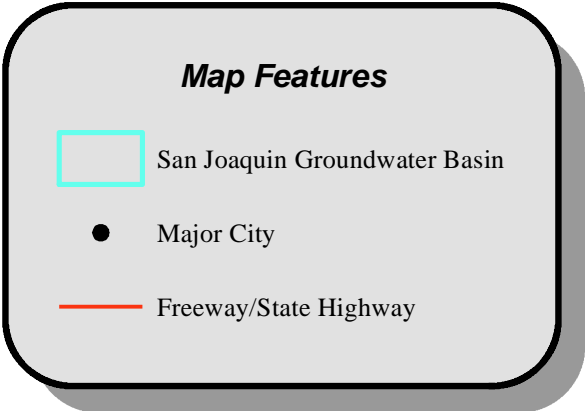 Map Features
San Joaquin Groundwater Basin
Major City
Freeway/State Highway